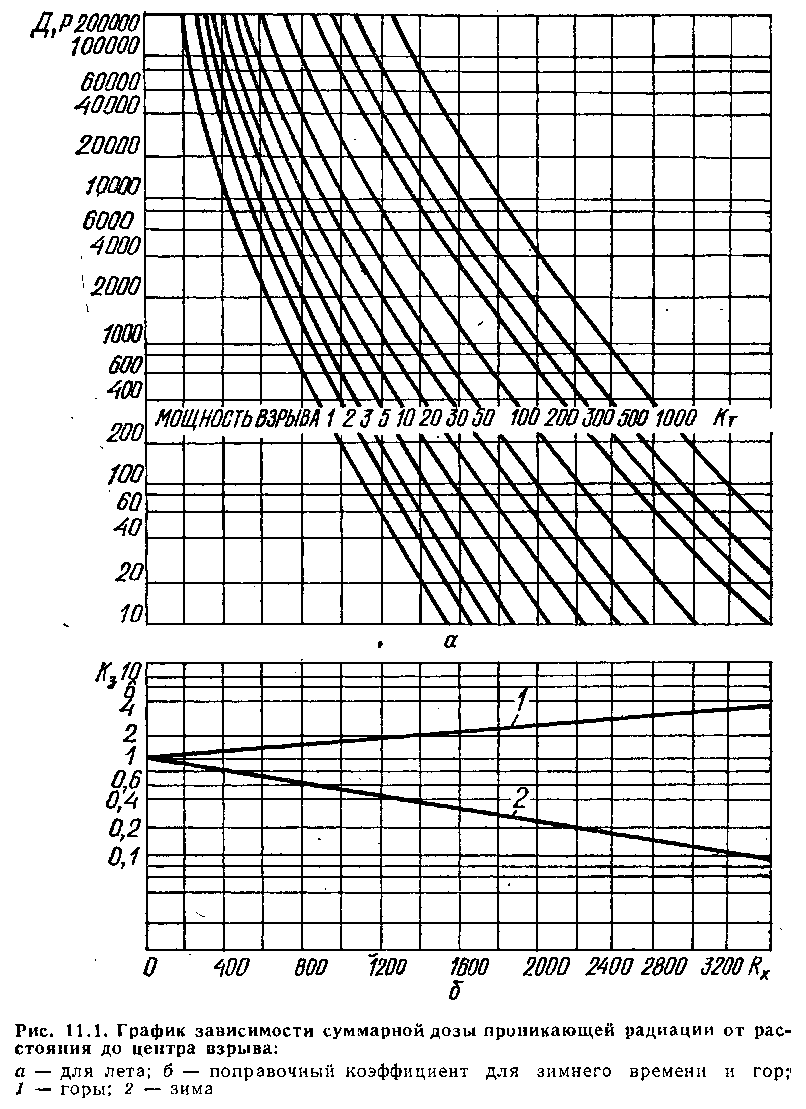 Д,Р 200000
100000
60000
40000
20000
10000
6000
4000
2000
1000
600
400
МОЩНОСТЬ ВЗРЫВА 1 2 3 5 10 20 30 50 100 200 300 500 1000 Кт
200
100
60
40
20
10
а
Kз 10
6
4
2
1
0,6
0,4
0,2
0,1
1
2
0 400 800 1200 1600 2000 2400 2800 3200 Rx
б
Рис. 11.1. График зависимости суммарной дозы проникающей радиации от рас-
стояния до центра взрыва:
а — для лета; б — поправочный коэффициент для зимнего времени и гор;
1 — горы; 2 — зима